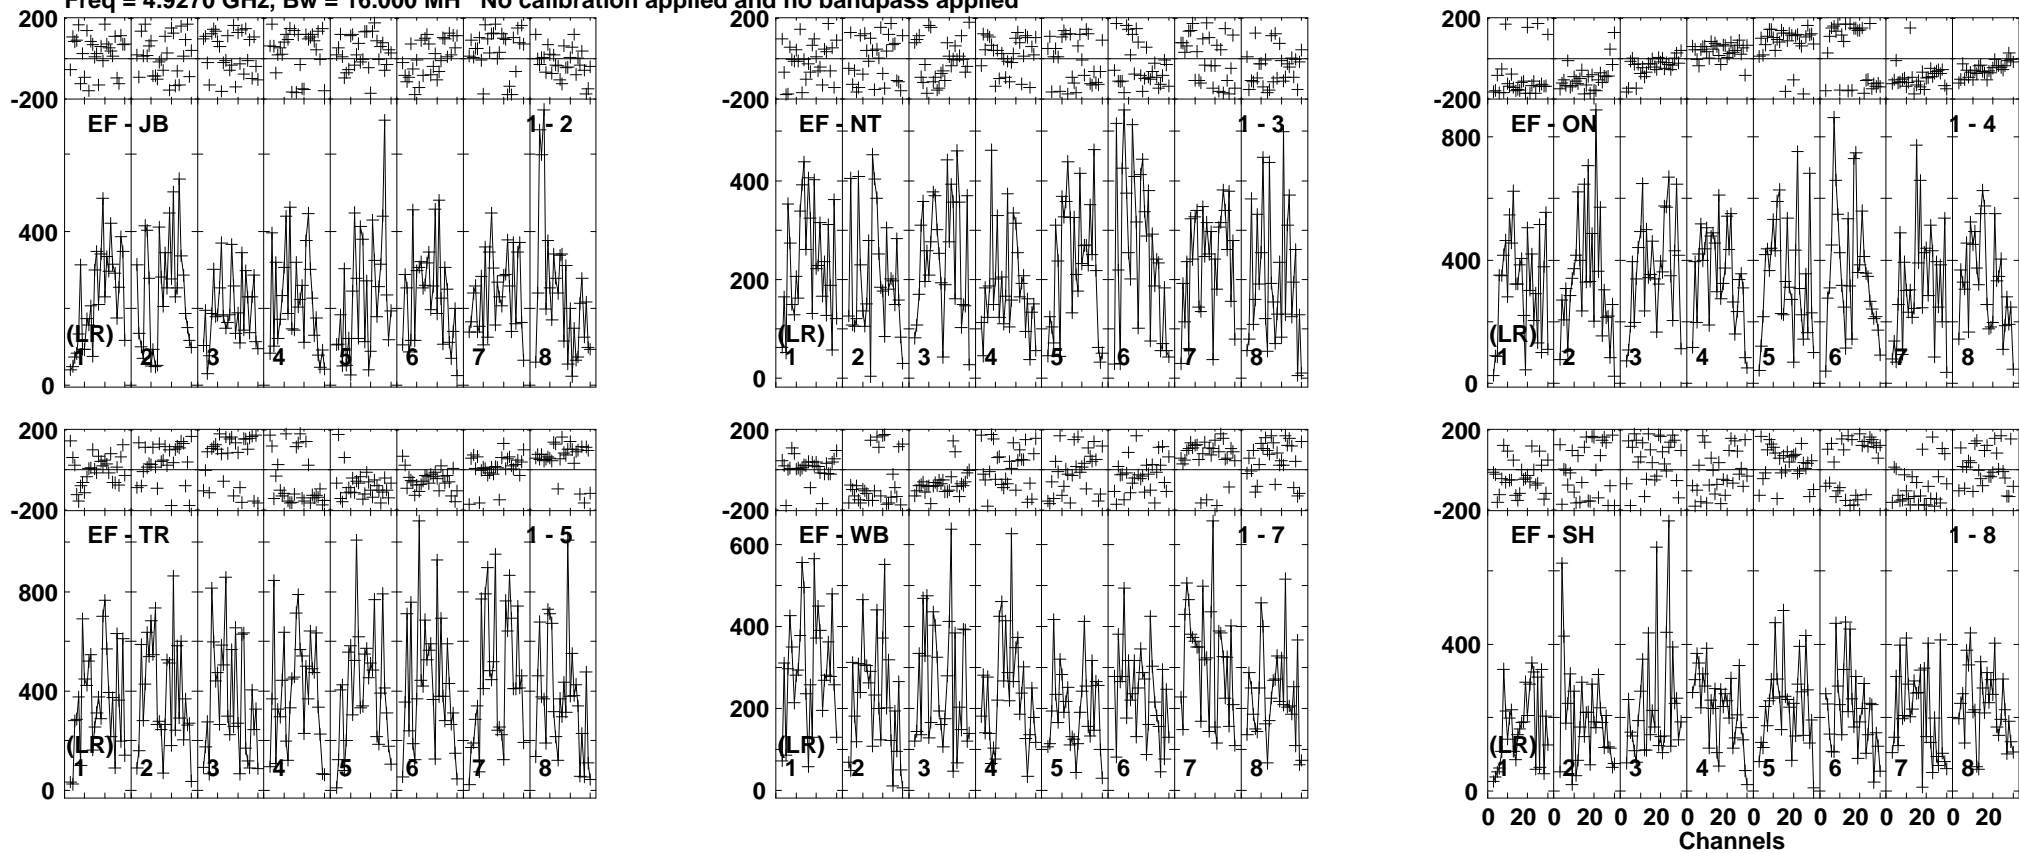 Freq = 4.9270 GHz, Bw = 16.000 MH No calibration applied and no bandpass applied
200
-200
EF - JB 1 - 2
400
(LR)
1 2 3 4 5 6 7 8
0
EF - NT 1 - 3
400
200
(LR)
1 2 3 4 5 6 7 8
0
200
-200
EF - ON 1 - 4
800
400
(LR)
1 2 3 4 5 6 7 8
0
200
-200
EF - TR 1 - 5
800
400
(LR)
1 2 3 4 5 6 7 8
0
200
-200
EF - WB 1 - 7
600
400
200
(LR)
1 2 3 4 5 6 7 8
0
200
-200
EF - SH 1 - 8
400
(LR)
1 2 3 4 5 6 7 8
0
0 20 0 20 0 20 0 20 0 20 0 20 0 20 0 20
Channels